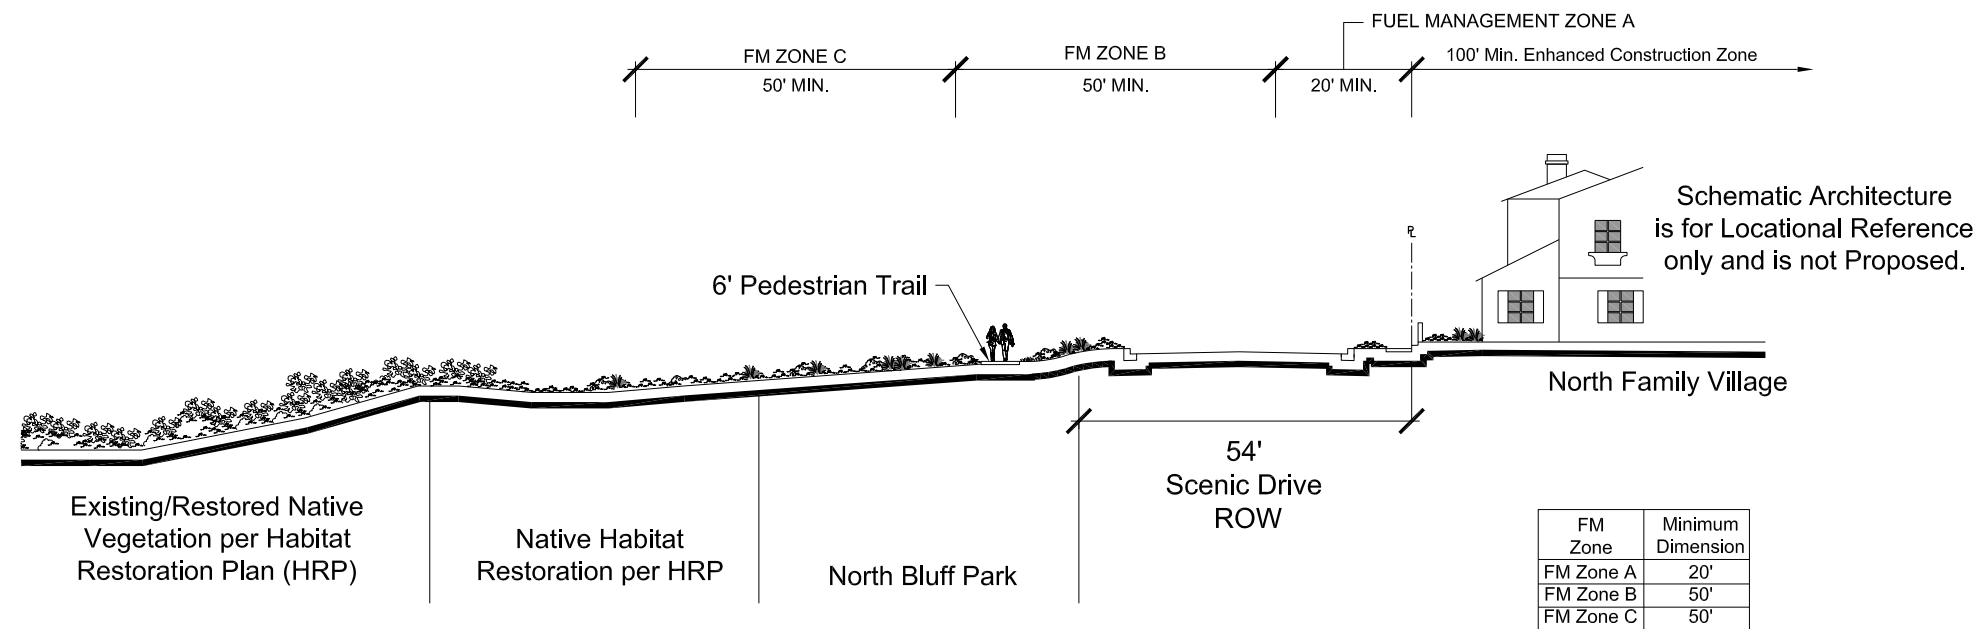 FUEL MANAGEMENT ZONE A
FM ZONE C
FM ZONE B
100' Min. Enhanced Construction Zone
50' MIN.
50' MIN.
20' MIN.
Schematic Architecture
is for Locational Reference
only and is not Proposed.
PL
6' Pedestrian Trail
North Family Village
54'
Scenic Drive
ROW
Existing/Restored Native
Vegetation per Habitat
Restoration Plan (HRP)
Native Habitat
Restoration per HRP
North Bluff Park
FM Zone Minimum Dimension
FM Zone A 20'
FM Zone B 50'
FM Zone C 50'